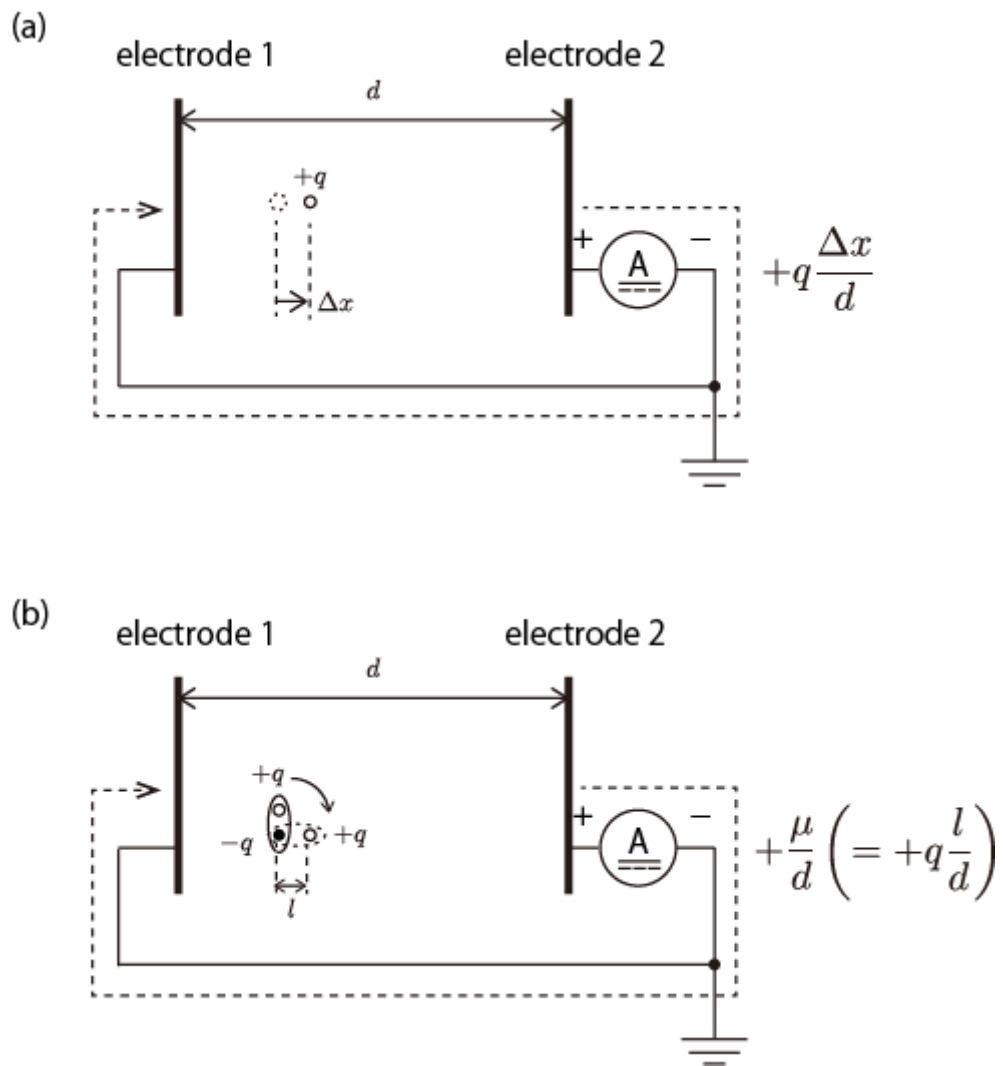 (a)
electrode 1 electrode 2
d
+q
+ A − +q Δx/d
Δx
(b)
electrode 1 electrode 2
d
+q
−q +q + A − +μ/d (= +q l/d)
l